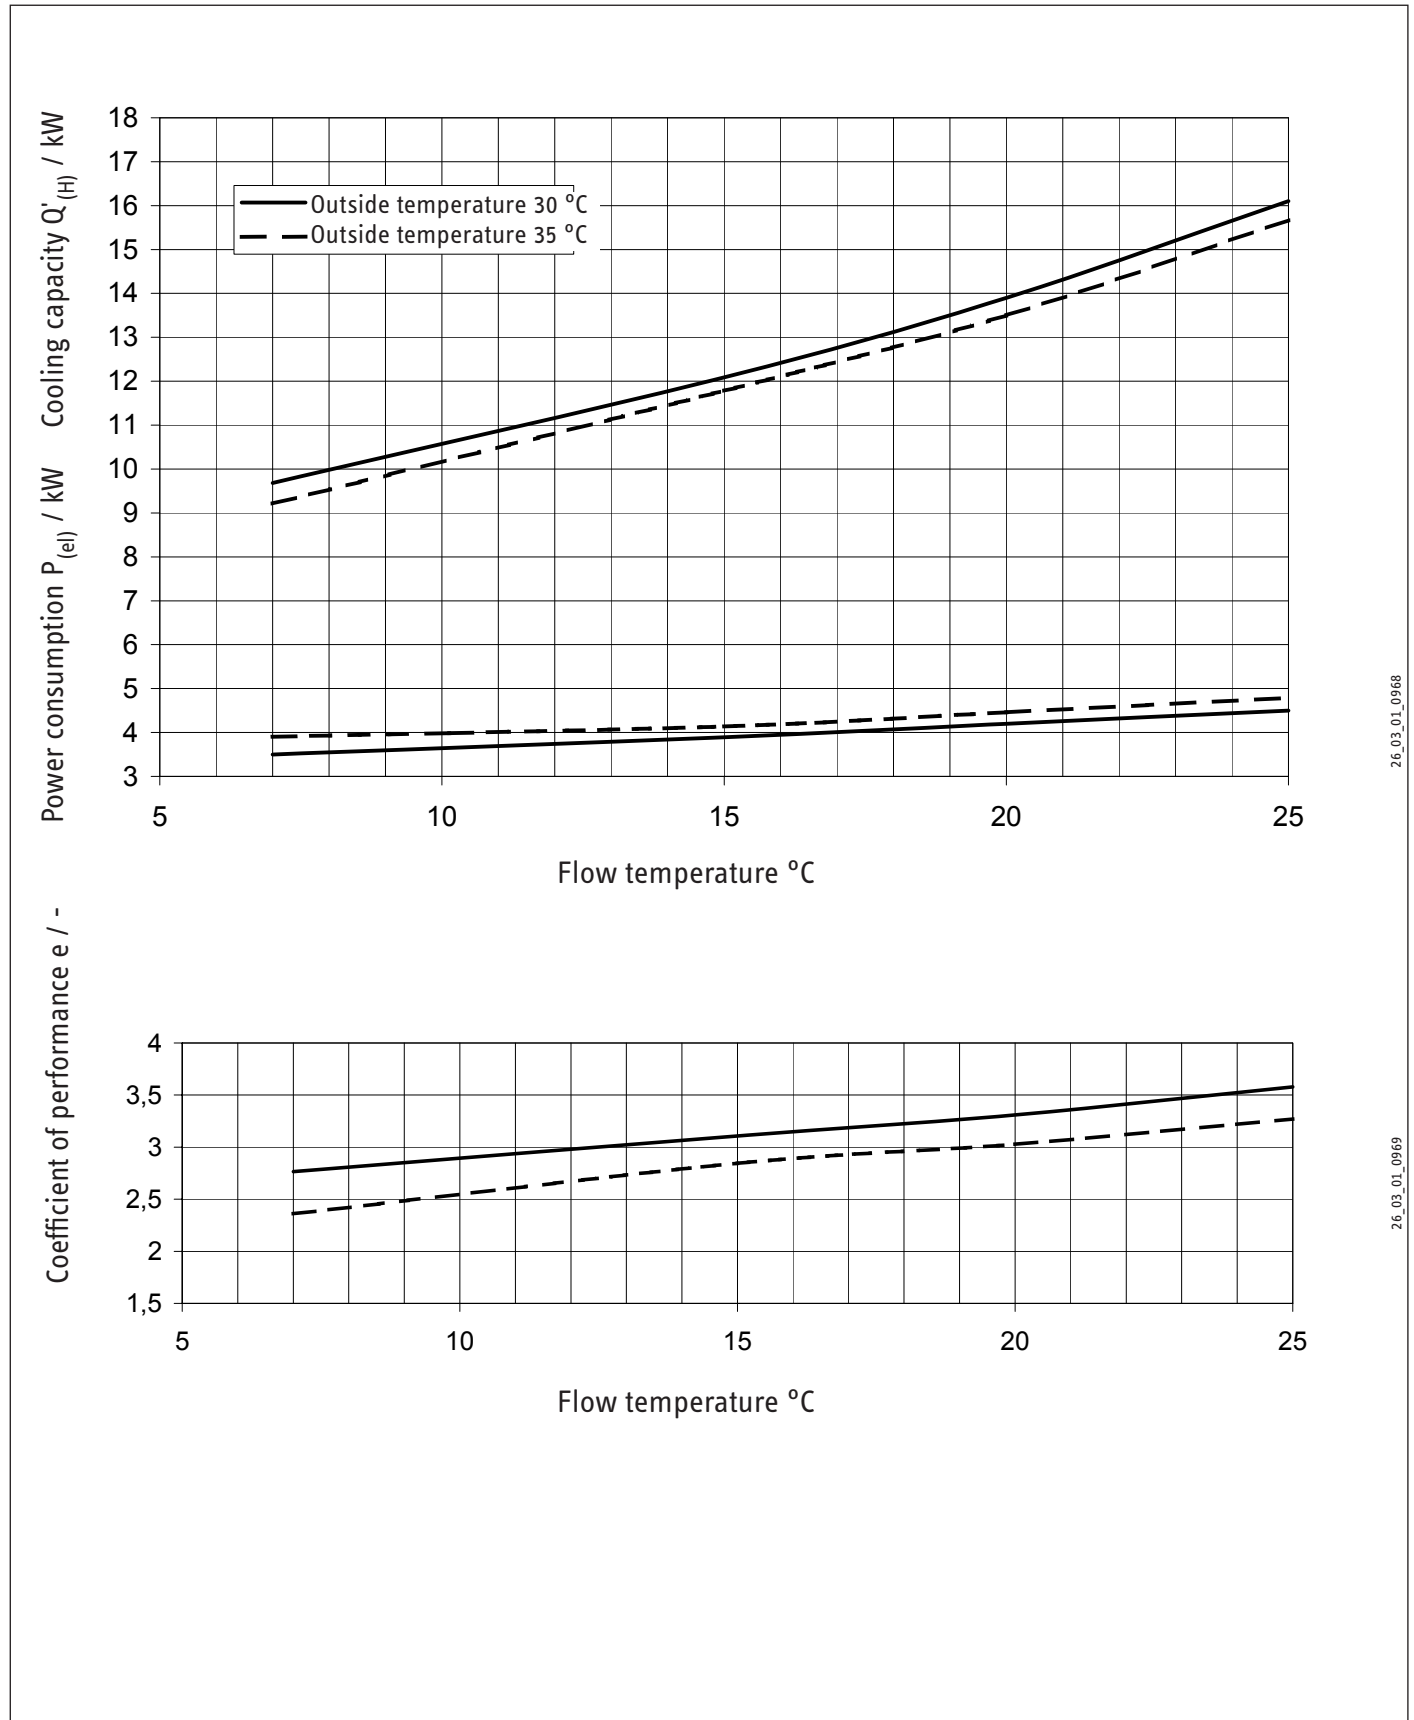 Cooling capacity Q̇(H) / kW
Power consumption P(el) / kW
18
17
16
15
14
13
12
11
10
9
8
7
6
5
4
3
Outside temperature 30 °C
Outside temperature 35 °C
5 10 15 20 25
Flow temperature °C
26_03_01_0968
Coefficient of performance e / -
4
3,5
3
2,5
2
1,5
5 10 15 20 25
Flow temperature °C
26_03_01_0969